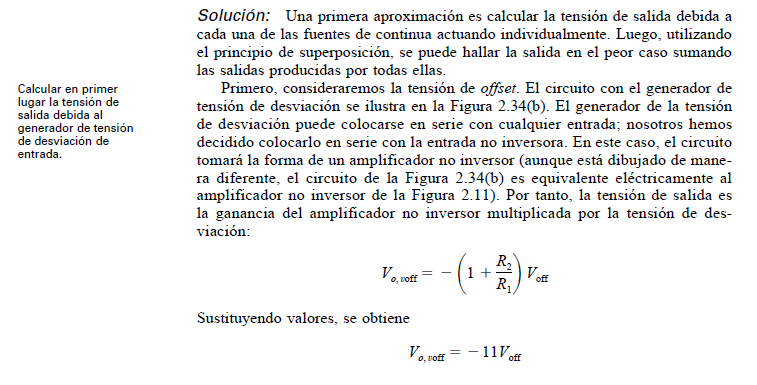 Solución: Una primera aproximación es calcular la tensión de salida debida a
cada una de las fuentes de continua actuando individualmente. Luego, utilizando
el principio de superposición, se puede hallar la salida en el peor caso sumando
las salidas producidas por todas ellas.
Calcular en primer
lugar la tensión de
salida debida al
generador de tensión
de desviación de
entrada.
Primero, consideraremos la tensión de offset. El circuito con el generador de
tensión de desviación se ilustra en la Figura 2.34(b). El generador de la tensión
de desviación puede colocarse en serie con cualquier entrada; nosotros hemos
decidido colocarlo en serie con la entrada no inversora. En este caso, el circuito
tomará la forma de un amplificador no inversor (aunque está dibujado de mane-
ra diferente, el circuito de la Figura 2.34(b) es equivalente eléctricamente al
amplificador no inversor de la Figura 2.11). Por tanto, la tensión de salida es
la ganancia del amplificador no inversor multiplicada por la tensión de des-
viación:
V_{o, voff} = − (1 + R_2/R_1) V_{off}
Sustituyendo valores, se obtiene
V_{o, voff} = − 11V_{off}